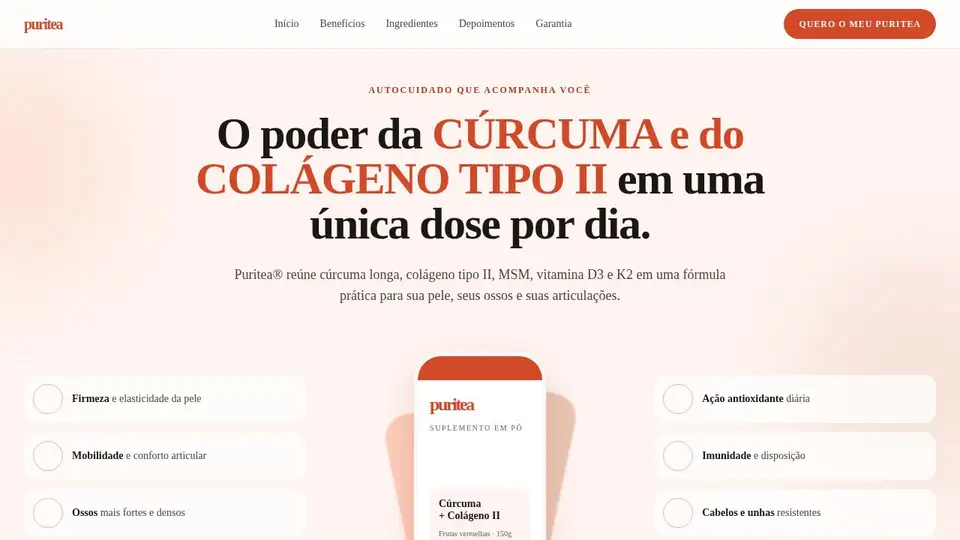 puritea
Início
Benefícios
Ingredientes
Depoimentos
Garantia
QUERO O MEU PURITEA
AUTOCUIDADO QUE ACOMPANHA VOCÊ
O poder da CÚRCUMA e do
COLÁGENO TIPO II em uma
única dose por dia.
Puritea® reúne cúrcuma longa, colágeno tipo II, MSM, vitamina D3 e K2 em uma fórmula
prática para sua pele, seus ossos e suas articulações.
Firmeza e elasticidade da pele
Mobilidade e conforto articular
Ossos mais fortes e densos
puritea
SUPLEMENTO EM PÓ
Cúrcuma
+ Colágeno II
Frutas vermelhas · 150g
Ação antioxidante diária
Imunidade e disposição
Cabelos e unhas resistentes